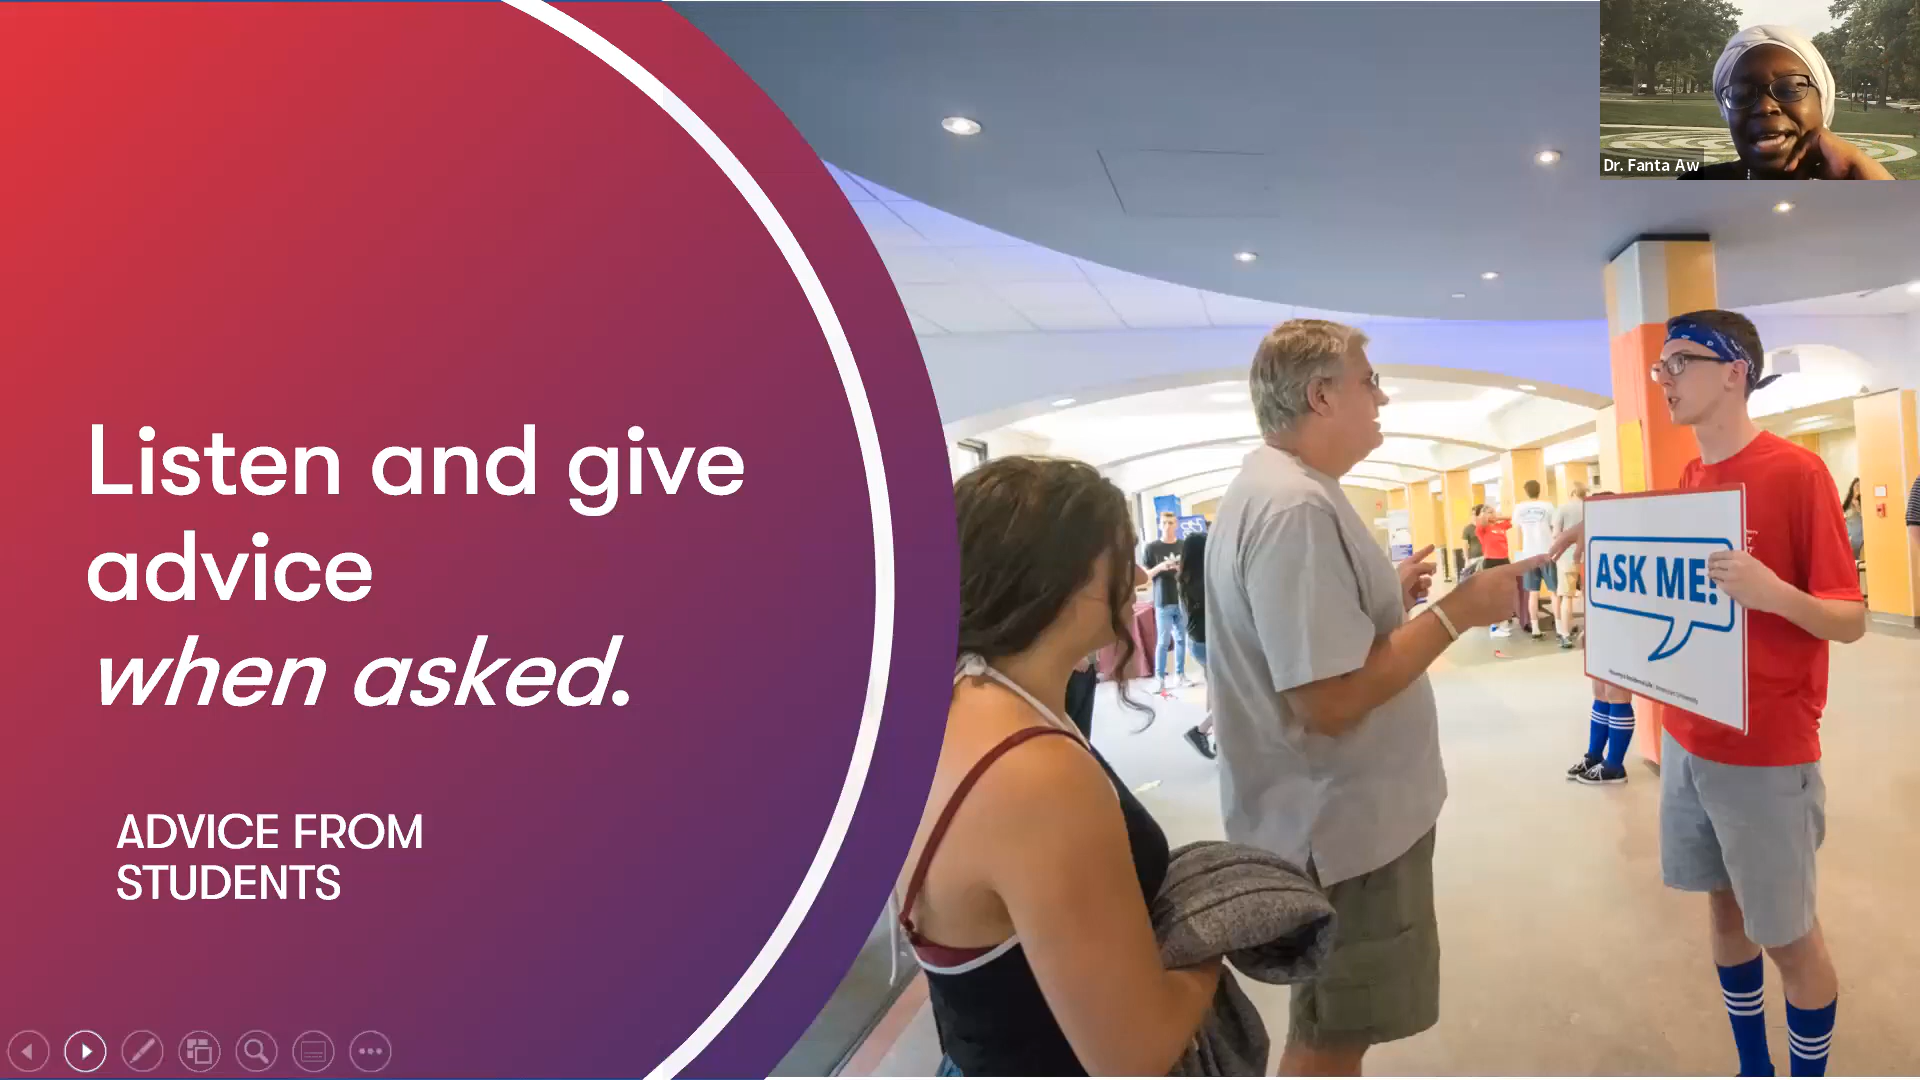 Listen and give
advice
when asked.
ADVICE FROM
STUDENTS
Dr. Fanta Aw
ASK ME!